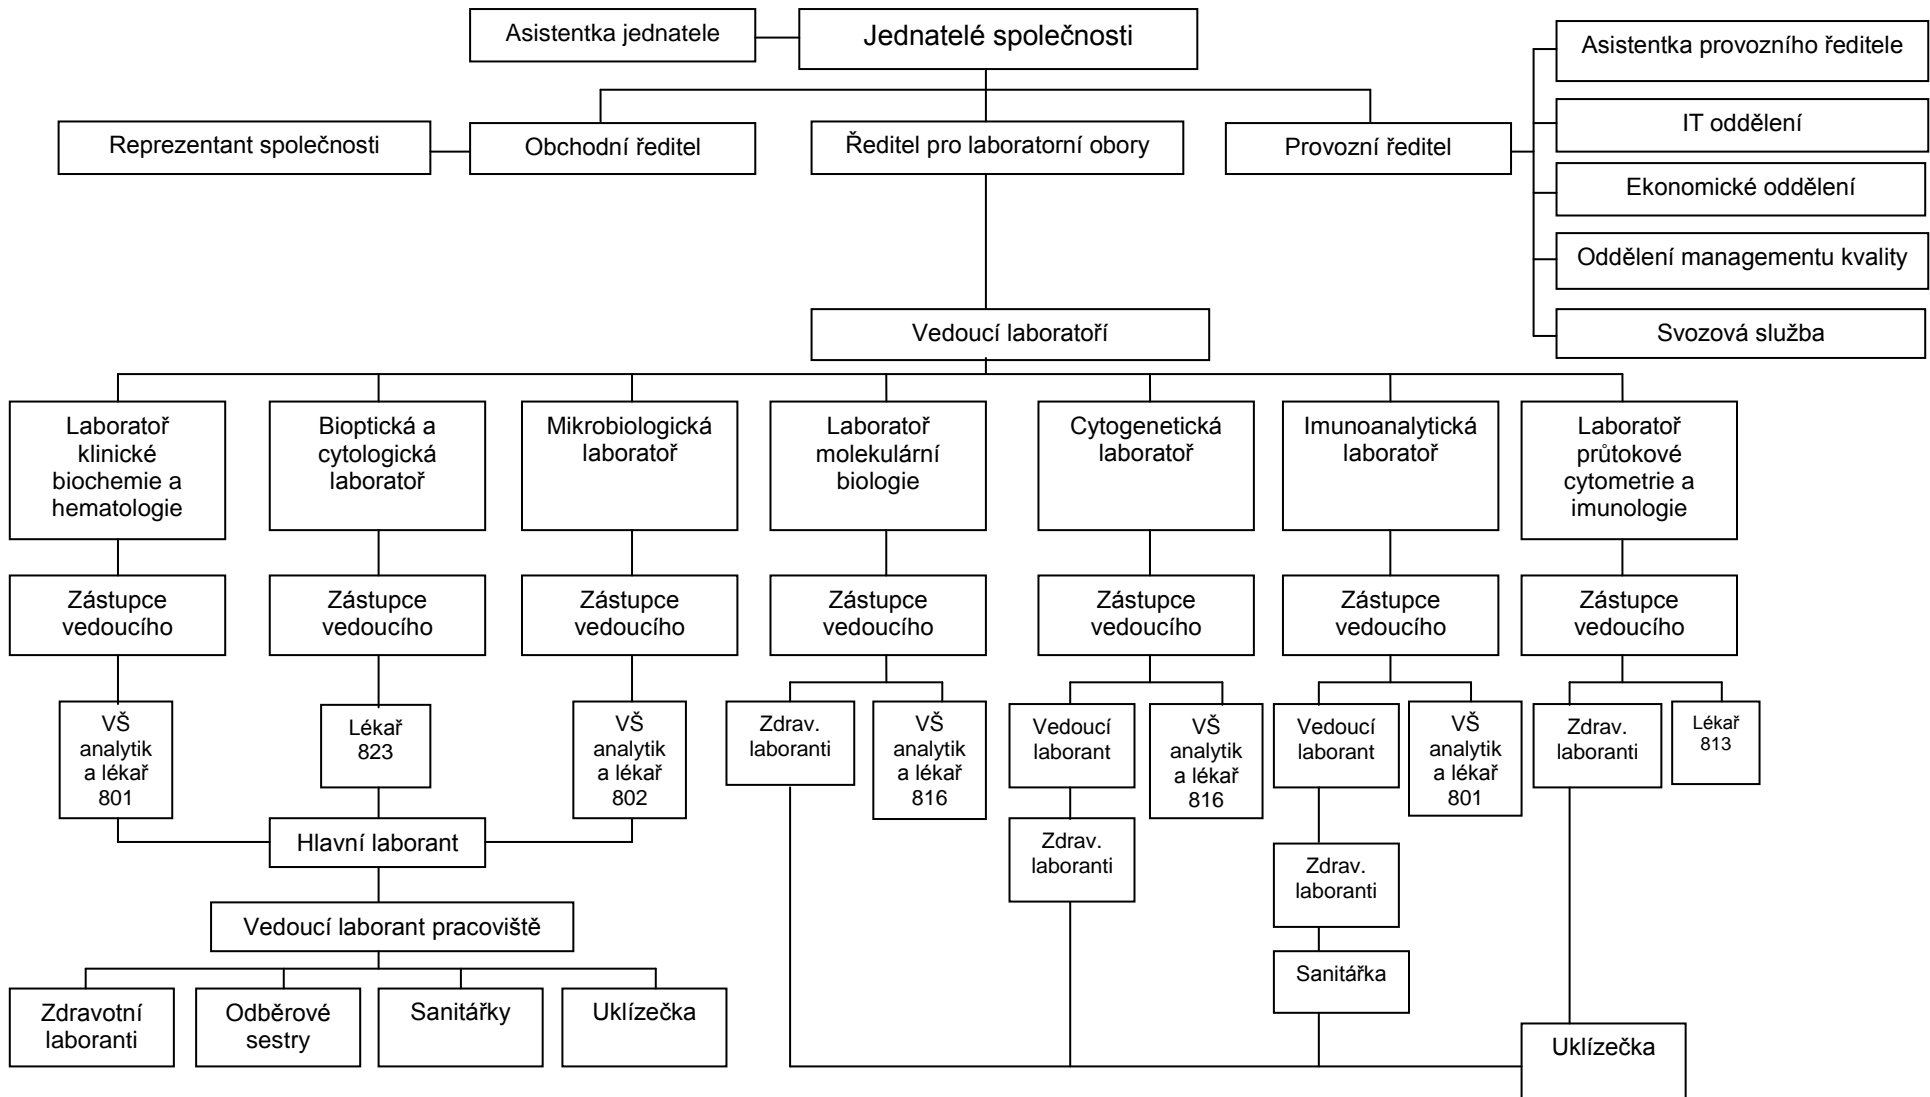 Asistentka jednatele
Jednatelé společnosti
Asistentka provozního ředitele
IT oddělení
Reprezentant společnosti
Obchodní ředitel
Ředitel pro laboratorní obory
Provozní ředitel
Ekonomické oddělení
Oddělení managementu kvality
Svozová služba
Vedoucí laboratoří
Laboratoř
klinické
biochemie a
hematologie
Bioptická a
cytologická
laboratoř
Mikrobiologická
laboratoř
Laboratoř
molekulární
biologie
Cytogenetická
laboratoř
Imunoanalytická
laboratoř
Laboratoř
průtokové
cytometrie a
imunologie
Zástupce
vedoucího
Zástupce
vedoucího
Zástupce
vedoucího
Zástupce
vedoucího
Zástupce
vedoucího
Zástupce
vedoucího
Zástupce
vedoucího
VŠ
analytik
a lékař
801
Lékař
823
VŠ
analytik
a lékař
802
Zdrav.
laboranti
VŠ
analytik
a lékař
816
Vedoucí
laborant
VŠ
analytik
a lékař
816
Vedoucí
laborant
VŠ
analytik
a lékař
801
Zdrav.
laboranti
Lékař
813
Hlavní laborant
Zdrav.
laboranti
Zdrav.
laboranti
Vedoucí laborant pracoviště
Sanitářka
Zdravotní
laboranti
Odběrové
sestry
Sanitářky
Uklízečka
Uklízečka